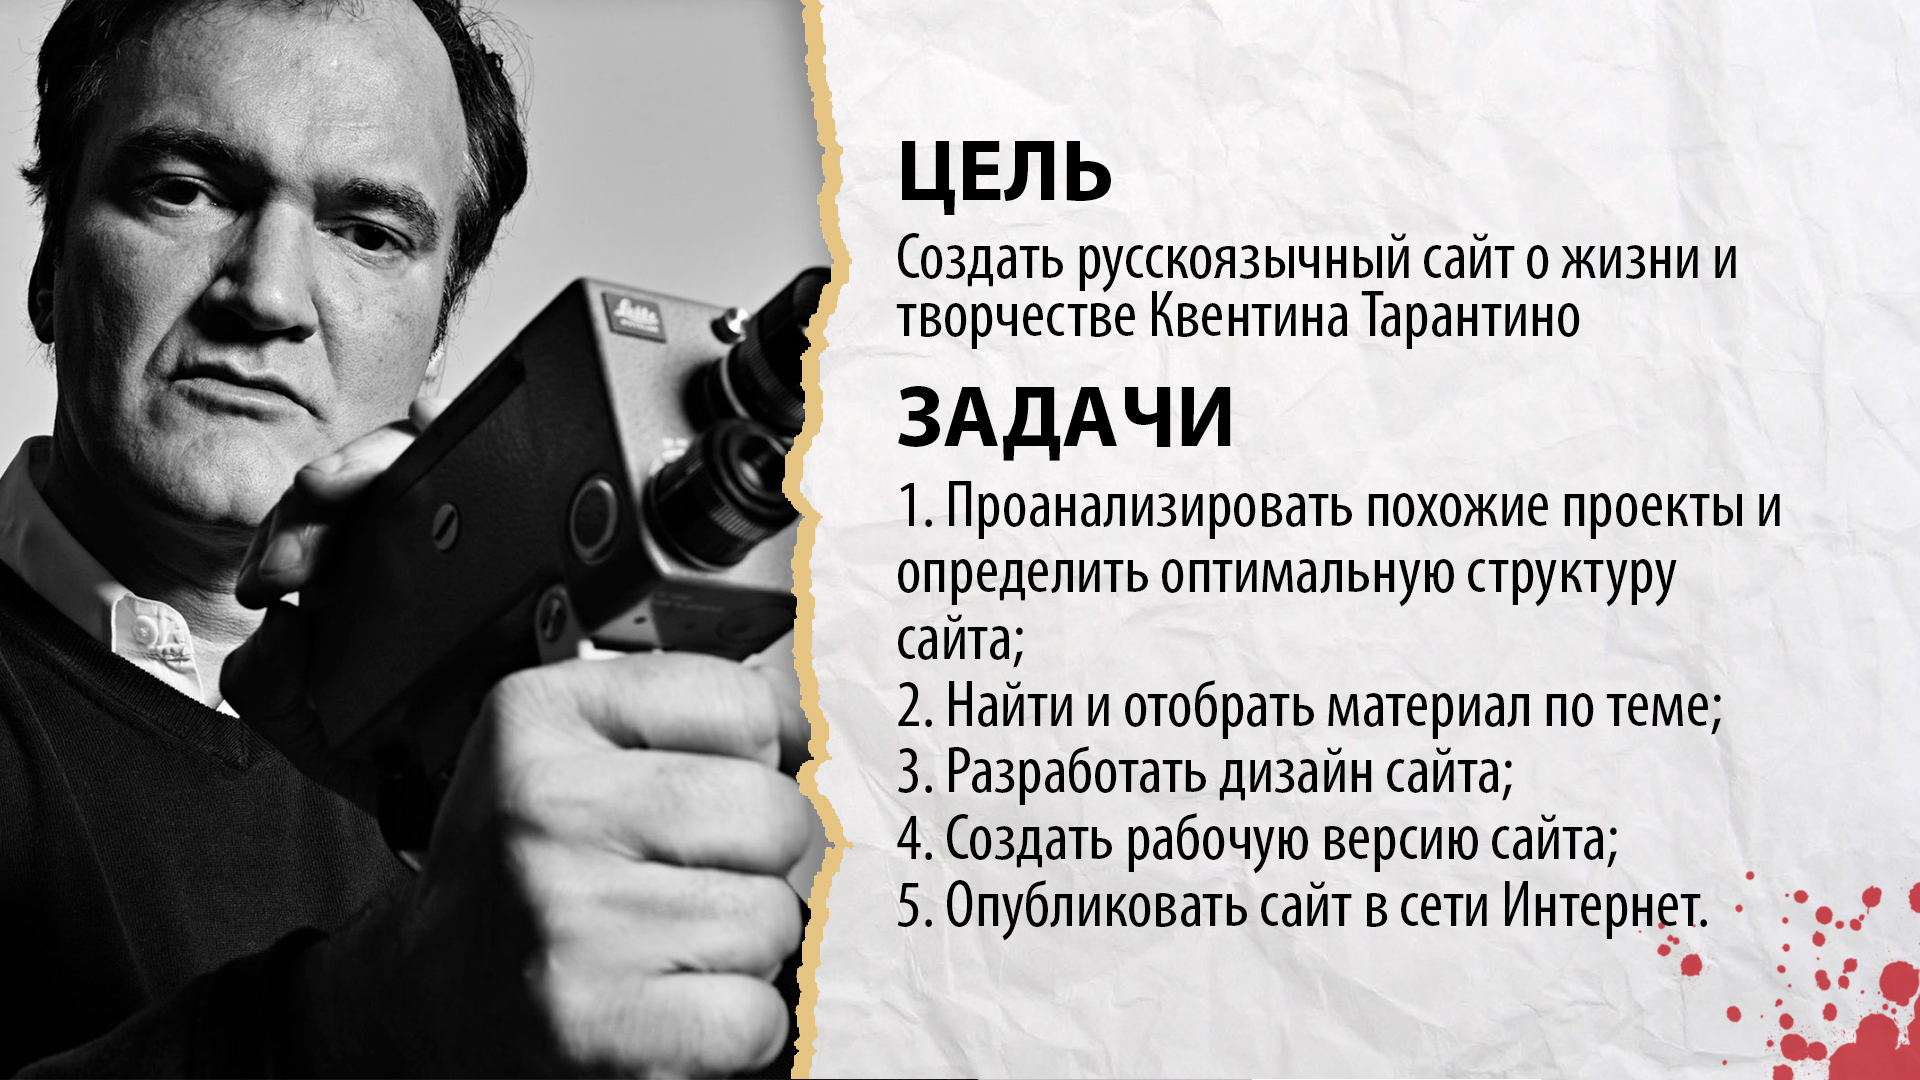 ЦЕЛЬ
Создать русскоязычный сайт о жизни и
творчестве Квентина Тарантино
ЗАДАЧИ
1. Проанализировать похожие проекты и
определить оптимальную структуру
сайта;
2. Найти и отобрать материал по теме;
3. Разработать дизайн сайта;
4. Создать рабочую версию сайта;
5. Опубликовать сайт в сети Интернет.